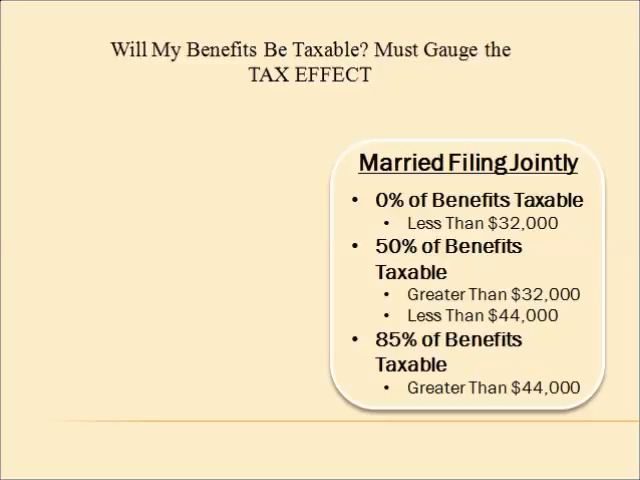 Will My Benefits Be Taxable? Must Gauge the
TAX EFFECT
Married Filing Jointly
• 0% of Benefits Taxable
• Less Than $32,000
• 50% of Benefits
Taxable
• Greater Than $32,000
• Less Than $44,000
• 85% of Benefits
Taxable
• Greater Than $44,000